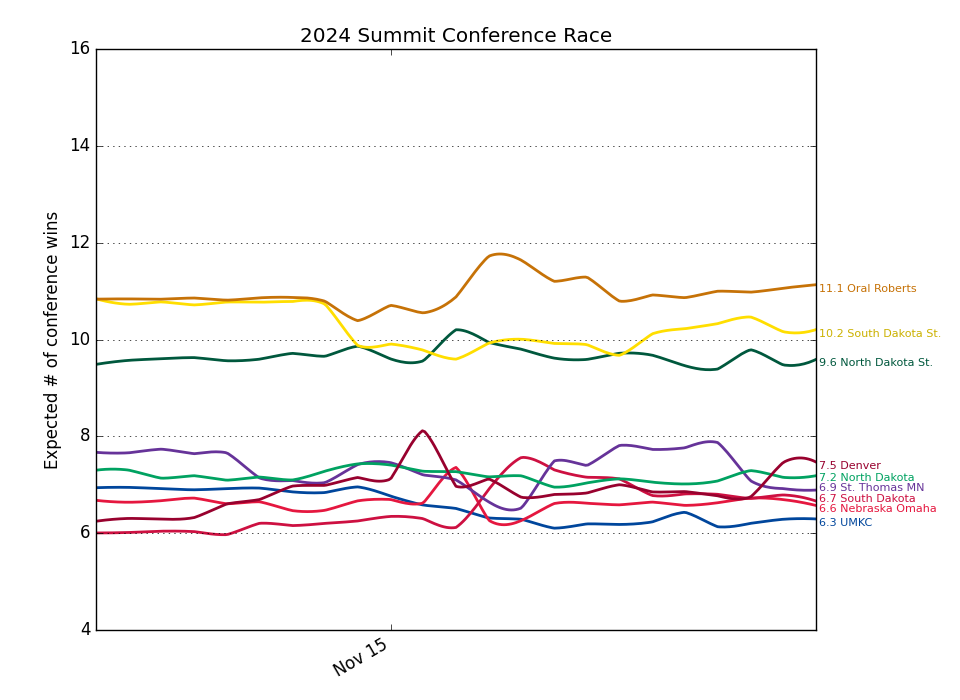 2024 Summit Conference Race
Expected # of conference wins
16
14
12
10
8
6
4
Nov 15
11.1 Oral Roberts
10.2 South Dakota St.
9.6 North Dakota St.
7.5 Denver
7.2 North Dakota
6.9 St. Thomas MN
6.7 South Dakota
6.6 Nebraska Omaha
6.3 UMKC